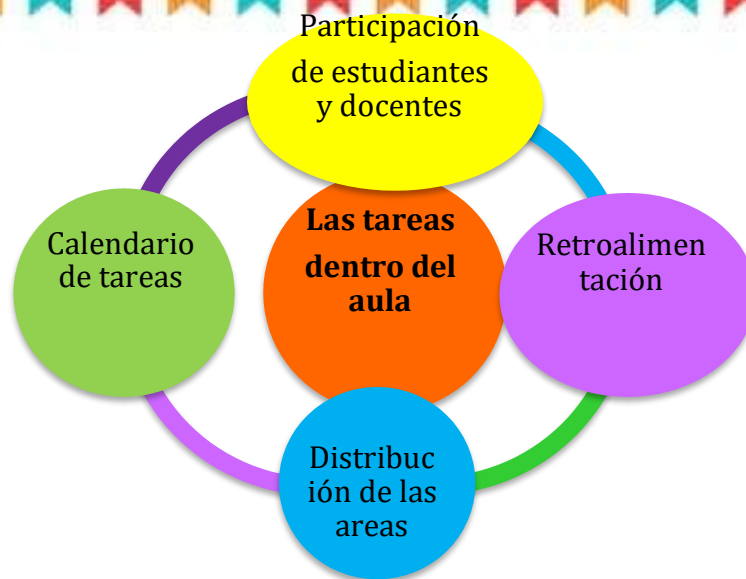 Participación
de estudiantes
y docentes
Calendario
de tareas
Las tareas
dentro del
aula
Retroalimen
tación
Distribuc
ión de las
areas